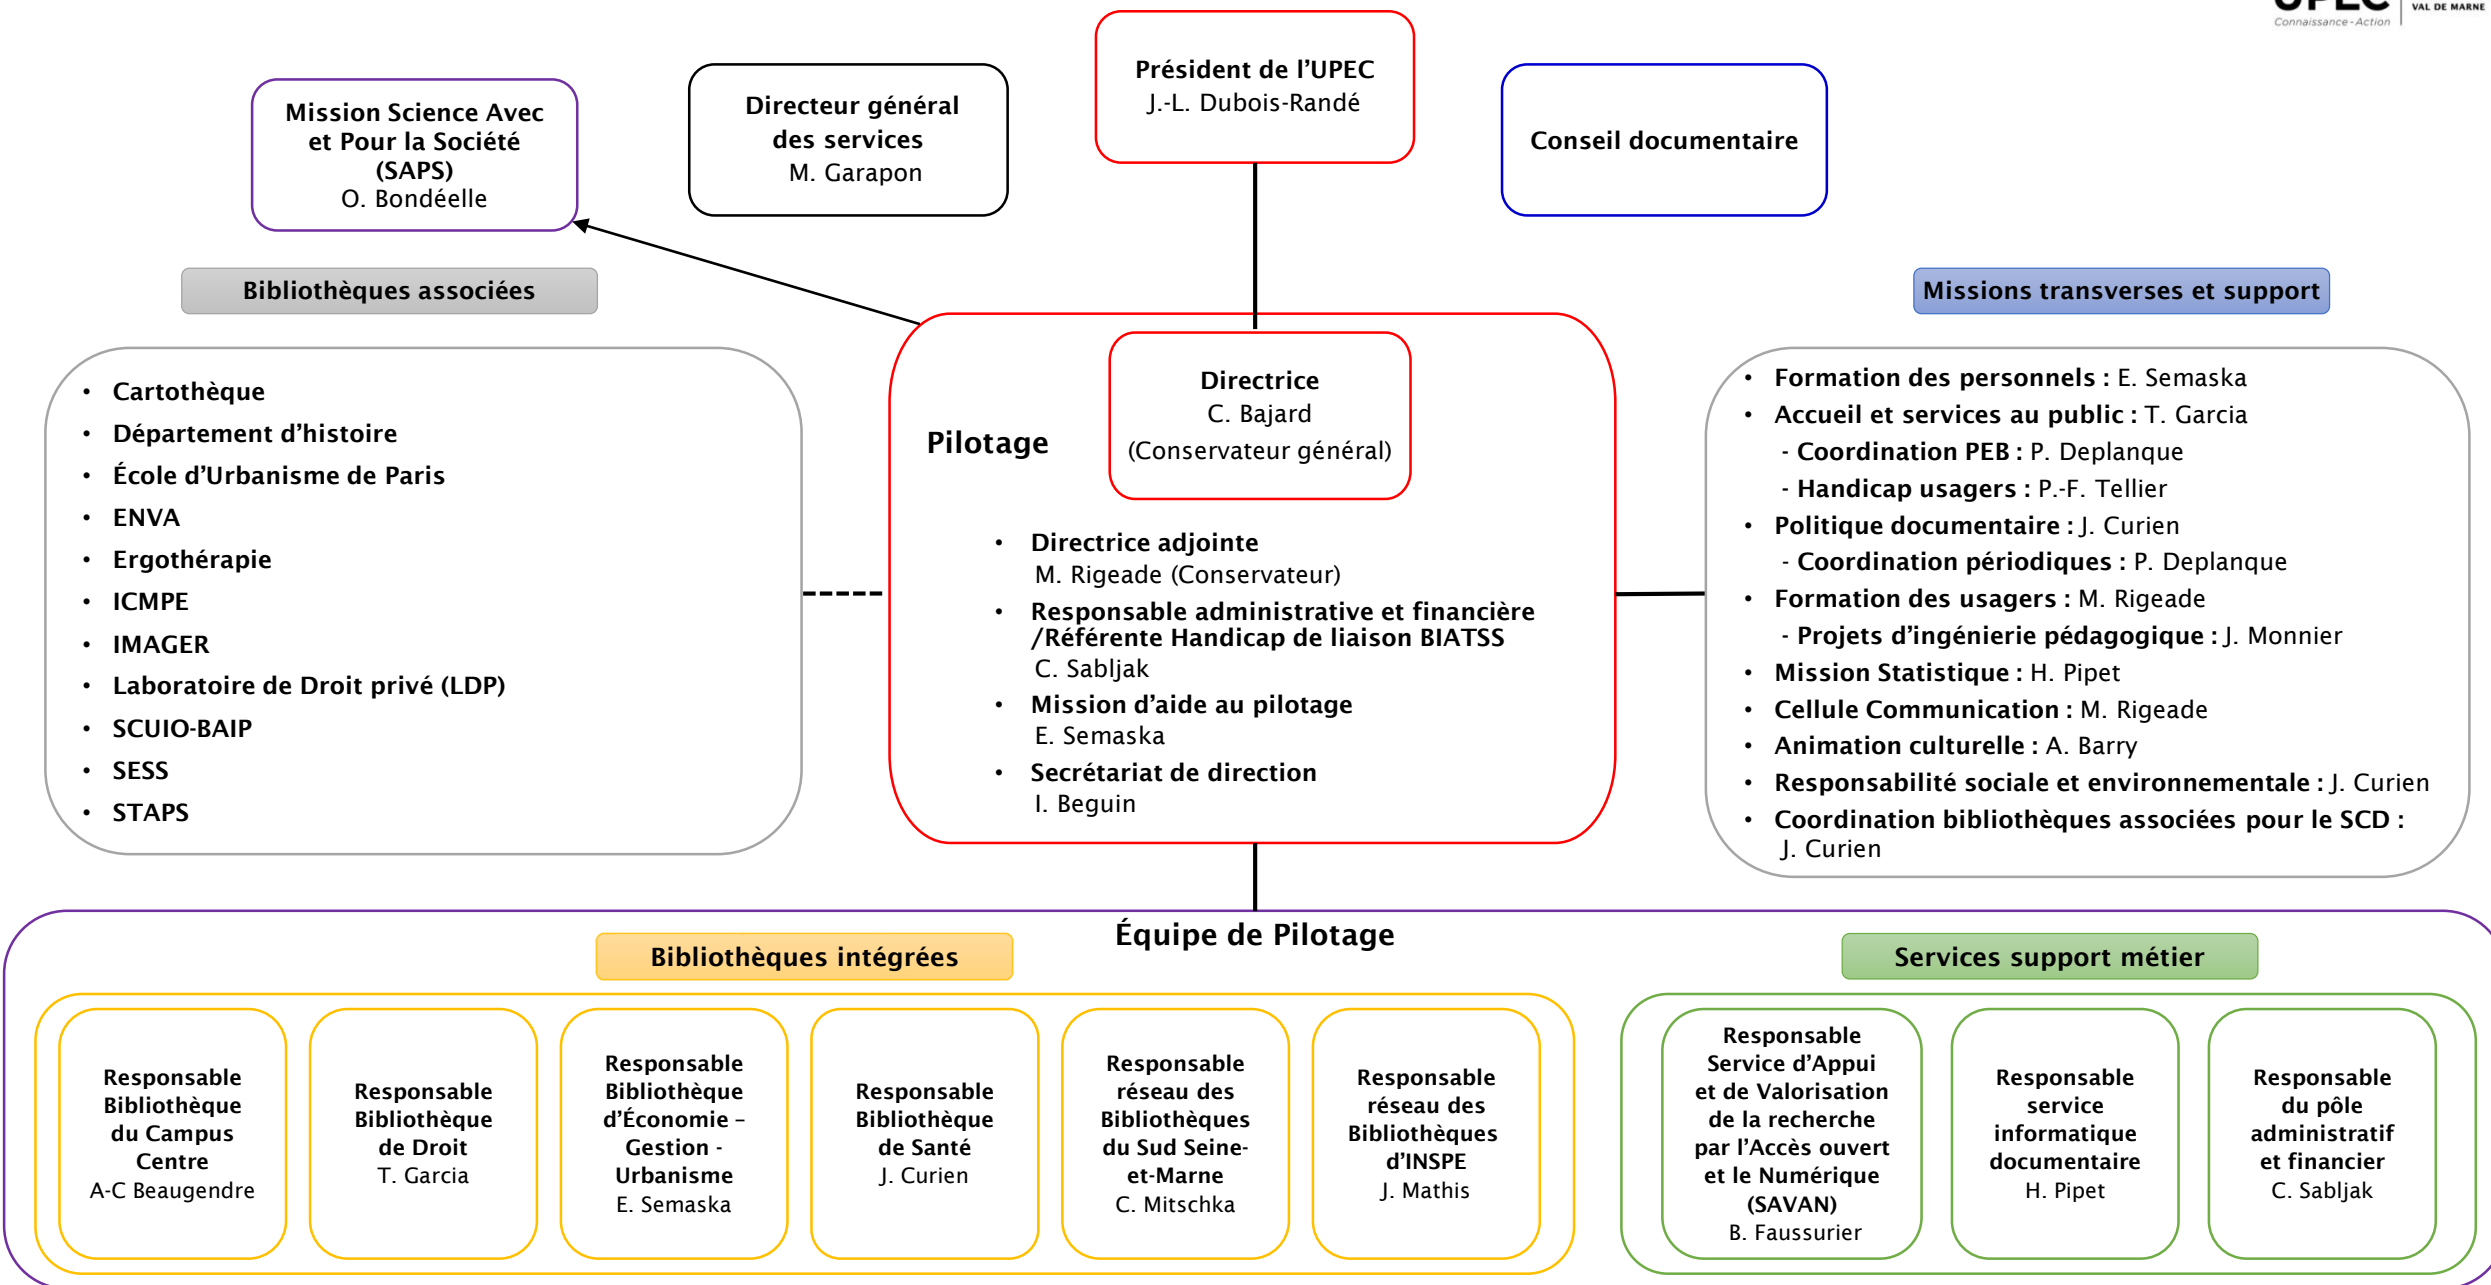 UPEC
Connaissance - Action
VAL DE MARNE
Président de l'UPEC
J.-L. Dubois-Randé
Mission Science Avec
et Pour la Société
(SAPS)
O. Bondéelle
Directeur général
des services
M. Garapon
Conseil documentaire
Bibliothèques associées
Missions transverses et support
• Cartothèque
• Département d'histoire
• École d'Urbanisme de Paris
• ENVA
• Ergothérapie
• ICMPE
• IMAGER
• Laboratoire de Droit privé (LDP)
• SCUIO-BAIP
• SESS
• STAPS
Pilotage
Directrice
C. Bajard
(Conservateur général)
• Directrice adjointe
M. Rigeade (Conservateur)
• Responsable administrative et financière
/Référente Handicap de liaison BIATSS
C. Sabljak
• Mission d'aide au pilotage
E. Semaska
• Secrétariat de direction
I. Beguin
• Formation des personnels : E. Semaska
• Accueil et services au public : T. Garcia
- Coordination PEB : P. Deplanque
- Handicap usagers : P.-F. Tellier
• Politique documentaire : J. Curien
- Coordination périodiques : P. Deplanque
• Formation des usagers : M. Rigeade
- Projets d'ingénierie pédagogique : J. Monnier
• Mission Statistique : H. Pipet
• Cellule Communication : M. Rigeade
• Animation culturelle : A. Barry
• Responsabilité sociale et environnementale : J. Curien
• Coordination bibliothèques associées pour le SCD :
J. Curien
Équipe de Pilotage
Bibliothèques intégrées
Services support métier
Responsable
Bibliothèque
du Campus
Centre
A-C Beaugendre
Responsable
Bibliothèque
de Droit
T. Garcia
Responsable
Bibliothèque
d'Économie –
Gestion -
Urbanisme
E. Semaska
Responsable
Bibliothèque
de Santé
J. Curien
Responsable
réseau des
Bibliothèques
du Sud Seine-
et-Marne
C. Mitschka
Responsable
réseau des
Bibliothèques
d'INSPE
J. Mathis
Responsable
Service d'Appui
et de Valorisation
de la recherche
par l'Accès ouvert
et le Numérique
(SAVAN)
B. Faussurier
Responsable
service
informatique
documentaire
H. Pipet
Responsable
du pôle
administratif
et financier
C. Sabljak